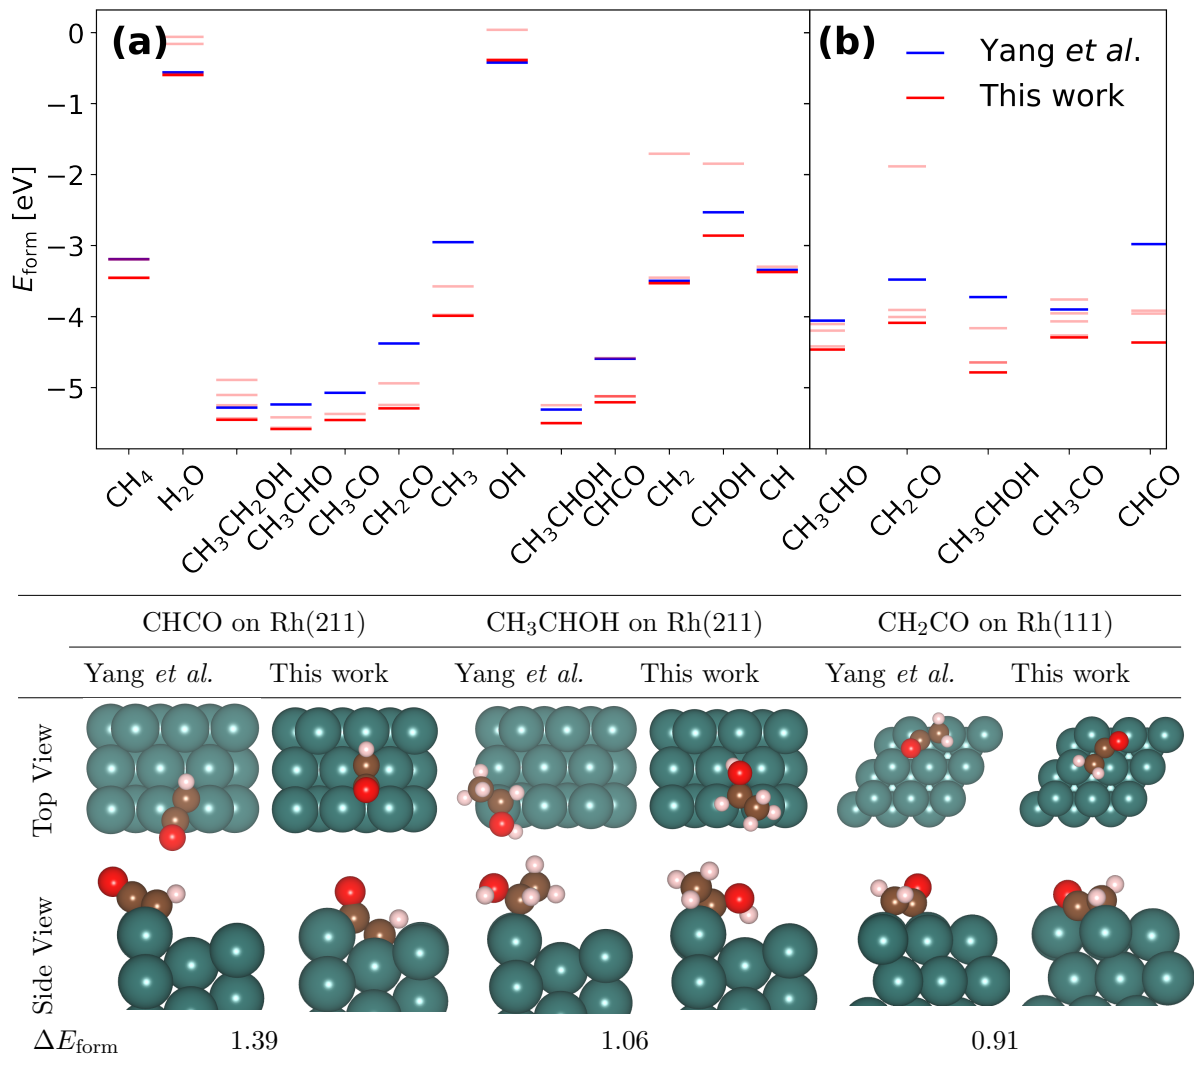 (a)
(b)
Yang et al.
This work
0
−1
−2
−3
−4
−5
E_form [eV]
CH₄
H₂O
CH₃CH₂OH
CH₃CHO
CH₃CO
CH₂CO
CH₃
OH
CH₃CHOH
CHCO
CH₂
CHOH
CH
CH₃CHO
CH₂CO
CH₃CHOH
CH₃CO
CHCO
CHCO on Rh(211) CH₃CHOH on Rh(211) CH₂CO on Rh(111)
Yang et al. This work Yang et al. This work Yang et al. This work
Top View
Side View
ΔE_form 1.39 1.06 0.91